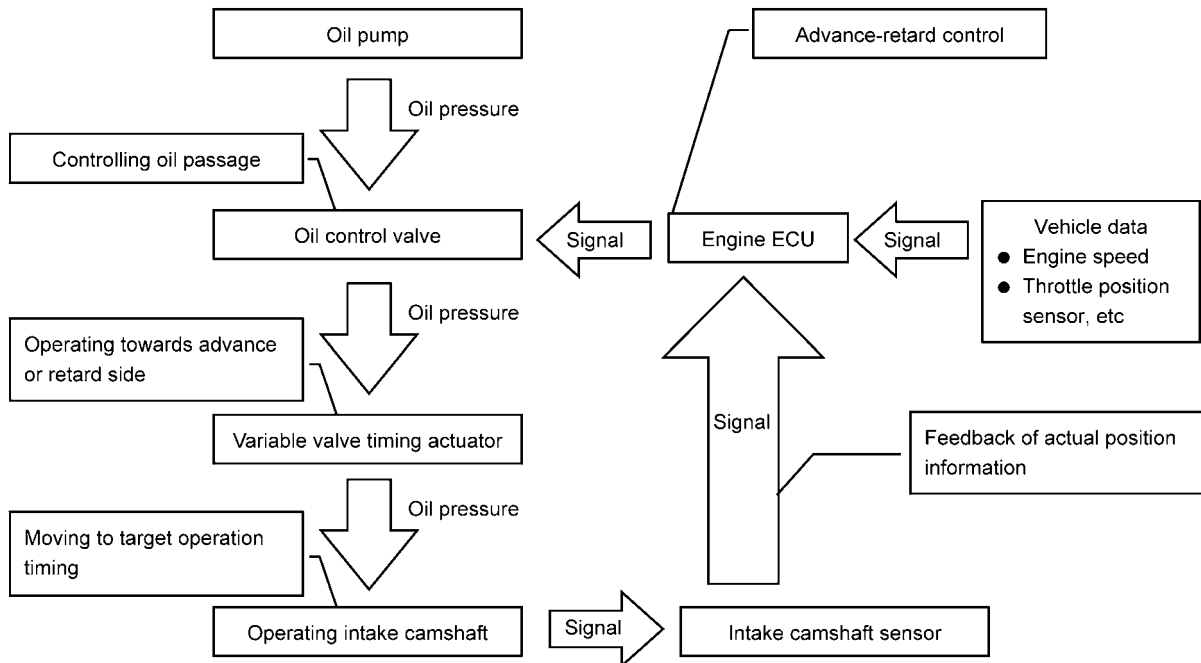 Oil pump
Advance-retard control
Oil pressure
Controlling oil passage
Oil control valve
Signal
Engine ECU
Signal
Vehicle data
● Engine speed
● Throttle position
sensor, etc
Oil pressure
Operating towards advance
or retard side
Variable valve timing actuator
Signal
Feedback of actual position
information
Oil pressure
Moving to target operation
timing
Operating intake camshaft
Signal
Intake camshaft sensor